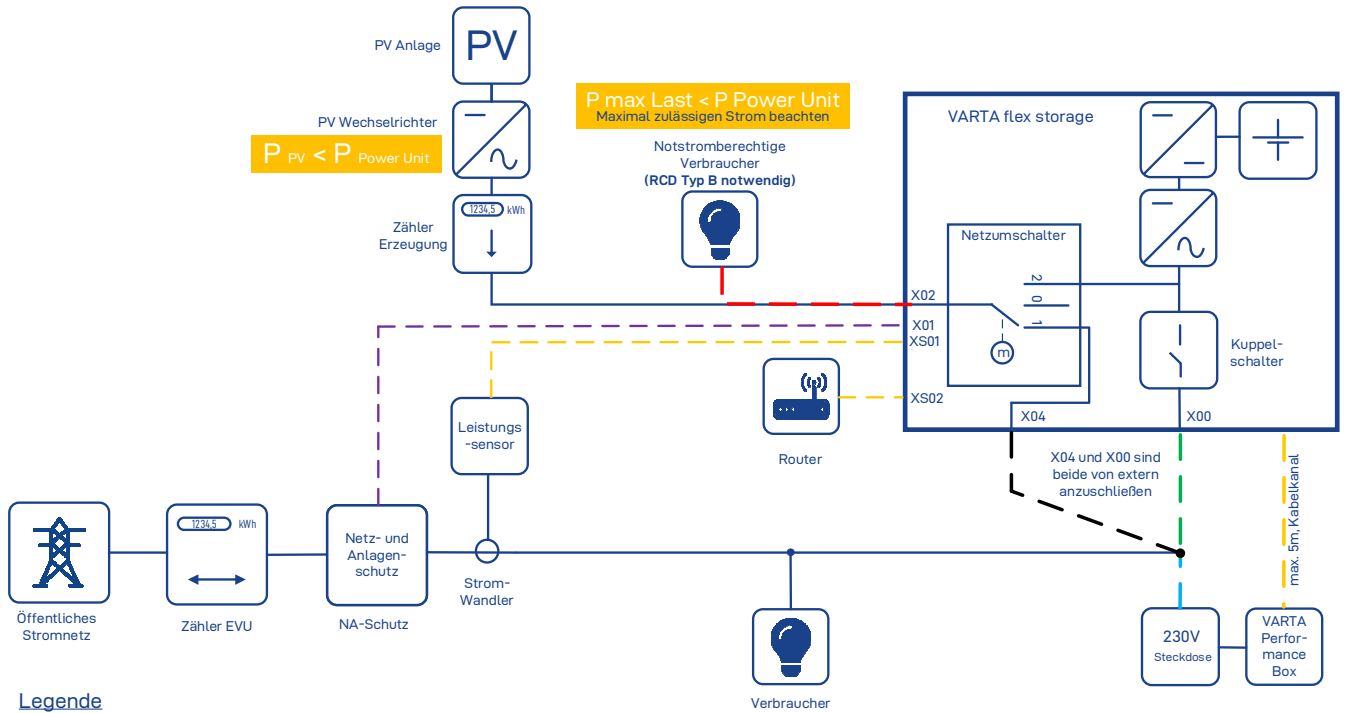 PV Anlage
PV
PV Wechselrichter
P PV < P Power Unit
Zähler
Erzeugung
1234,5 kWh
P max Last < P Power Unit
Maximal zulässigen Strom beachten
Notstromberechtige
Verbraucher
(RCD Typ B notwendig)
VARTA flex storage
Netzumschalter
2
0
1
m
Kuppel-
schalter
X02
X01
XS01
XS02
X04
X00
Router
Leistungs
-sensor
X04 und X00 sind
beide von extern
anzuschließen
max. 5m, Kabelkanal
Öffentliches
Stromnetz
1234,5 kWh
Zähler EVU
Netz- und
Anlagen-
schutz
NA-Schutz
Strom-
Wandler
Verbraucher
230V
Steckdose
VARTA
Perfor-
mance
Box
Legende